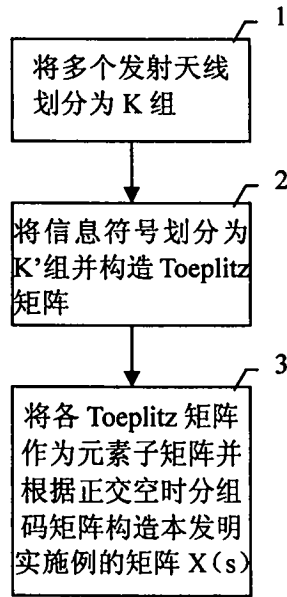 1
将多个发射天线
划分为 K 组
2
将信息符号划分为
K’组并构造 Toeplitz
矩阵
3
将各 Toeplitz 矩阵
作为元素子矩阵并
根据正交空时分组
码矩阵构造本发明
实施例的矩阵 X（s）